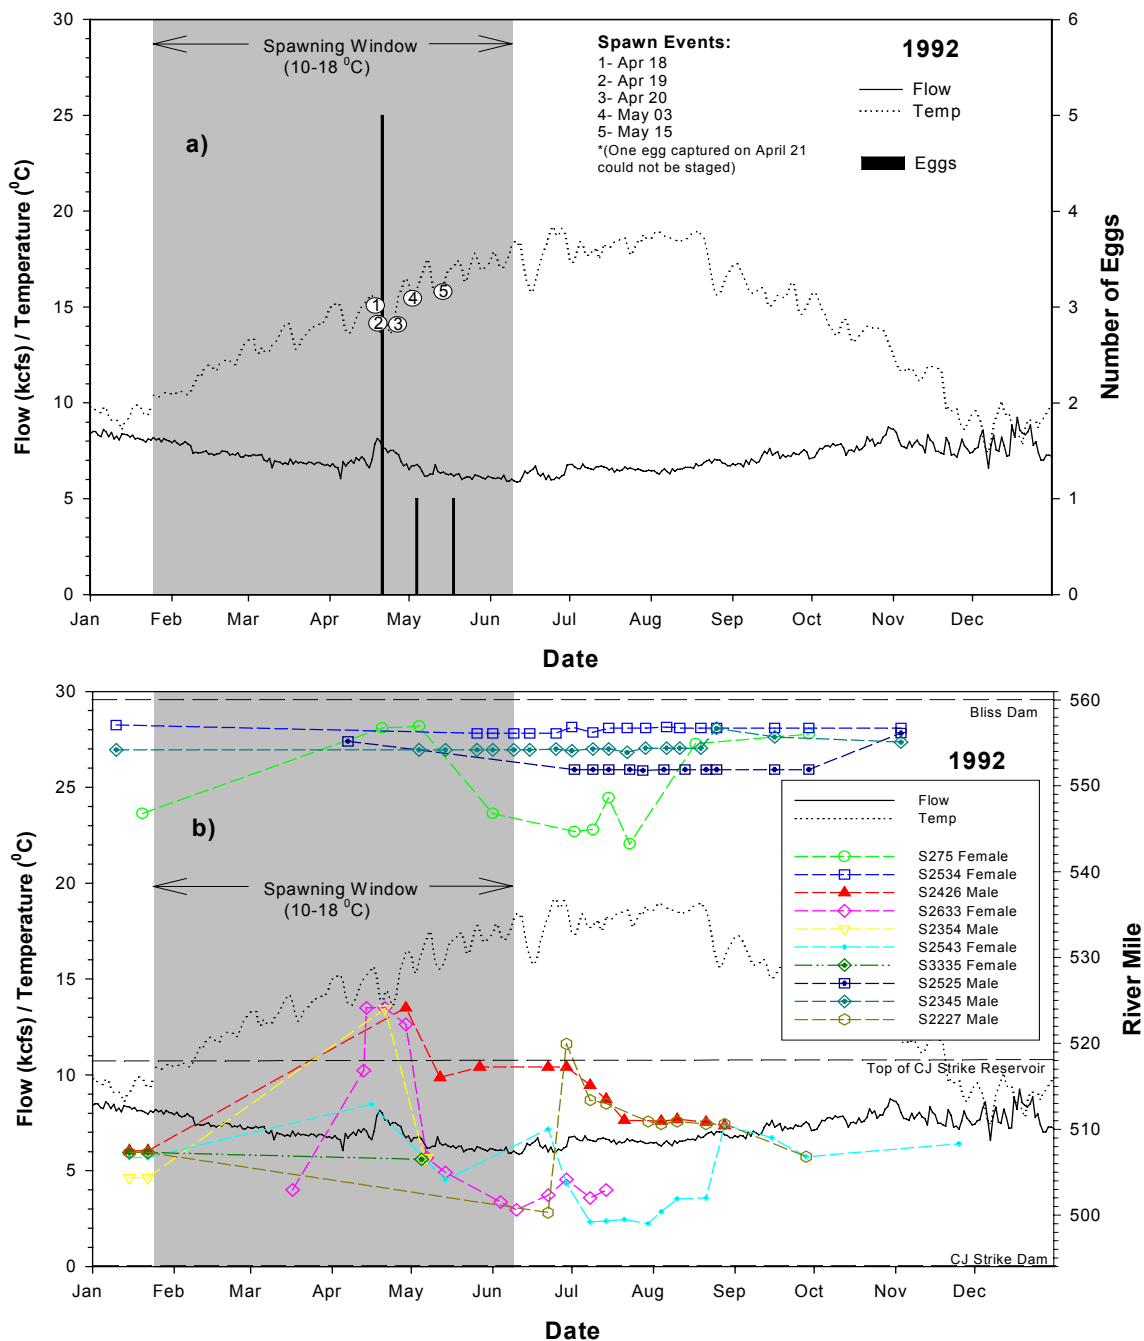 30
25
20
15
10
5
0
Flow (kcfs) / Temperature (⁰C)
6
5
4
3
2
1
0
Number of Eggs
Spawning Window
(10-18 ⁰C)
a)
Spawn Events:
1- Apr 18
2- Apr 19
3- Apr 20
4- May 03
5- May 15
*(One egg captured on April 21
could not be staged)
1992
Flow
Temp
Eggs
1
2
3
4
5
Jan Feb Mar Apr May Jun Jul Aug Sep Oct Nov Dec
Date
30
25
20
15
10
5
0
Flow (kcfs) / Temperature (⁰C)
560
550
540
530
520
510
500
River Mile
Bliss Dam
1992
b)
Spawning Window
(10-18 ⁰C)
Flow
Temp
S275 Female
S2534 Female
S2426 Male
S2633 Female
S2354 Male
S2543 Female
S3335 Female
S2525 Male
S2345 Male
S2227 Male
Top of CJ Strike Reservoir
CJ Strike Dam
Jan Feb Mar Apr May Jun Jul Aug Sep Oct Nov Dec
Date